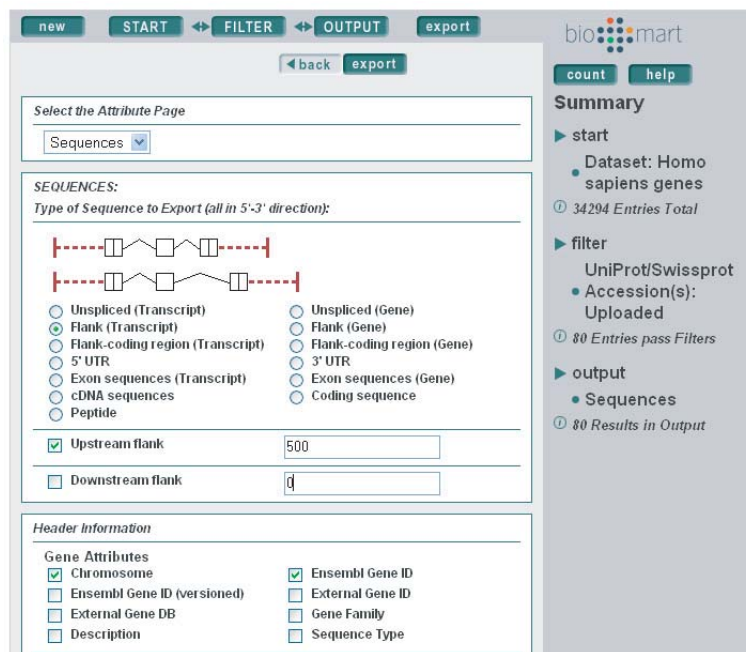 new START FILTER OUTPUT export
back export
Select the Attribute Page
Sequences
SEQUENCES:
Type of Sequence to Export (all in 5'-3' direction):
Unspliced (Transcript) Unspliced (Gene)
Flank (Transcript) Flank (Gene)
Flank-coding region (Transcript) Flank-coding region (Gene)
5' UTR 3' UTR
Exon sequences (Transcript) Exon sequences (Gene)
cDNA sequences Coding sequence
Peptide
Upstream flank 500
Downstream flank 0
Header Information
Gene Attributes
Chromosome Ensembl Gene ID
Ensembl Gene ID (versioned) External Gene ID
External Gene DB Gene Family
Description Sequence Type
bio mart
count help
Summary
start
Dataset: Homo
sapiens genes
34294 Entries Total
filter
UniProt/Swissprot
Accession(s):
Uploaded
80 Entries pass Filters
output
Sequences
80 Results in Output